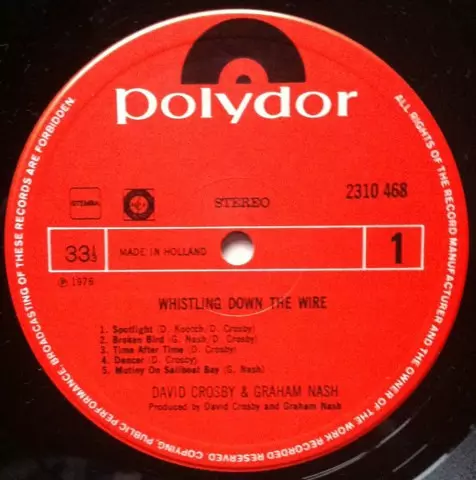 polydor
ALL RIGHTS OF THE RECORD MANUFACTURER AND THE OWNER OF THE WORK RECORDED RESERVED. COPYING, PUBLIC PERFORMANCE, BROADCASTING OF THESE RECORDS ARE FORBIDDEN
STEMRA
STEREO
2310 468
33⅓
MADE IN HOLLAND
1
℗ 1976
WHISTLING DOWN THE WIRE
1. Spotlight (D. Kootch/D. Crosby)
2. Broken Bird (G. Nash/D. Crosby)
3. Time After Time (D. Crosby)
4. Dancer (D. Crosby)
5. Mutiny On Sailboat Bay (G. Nash)
DAVID CROSBY & GRAHAM NASH
Produced by David Crosby and Graham Nash